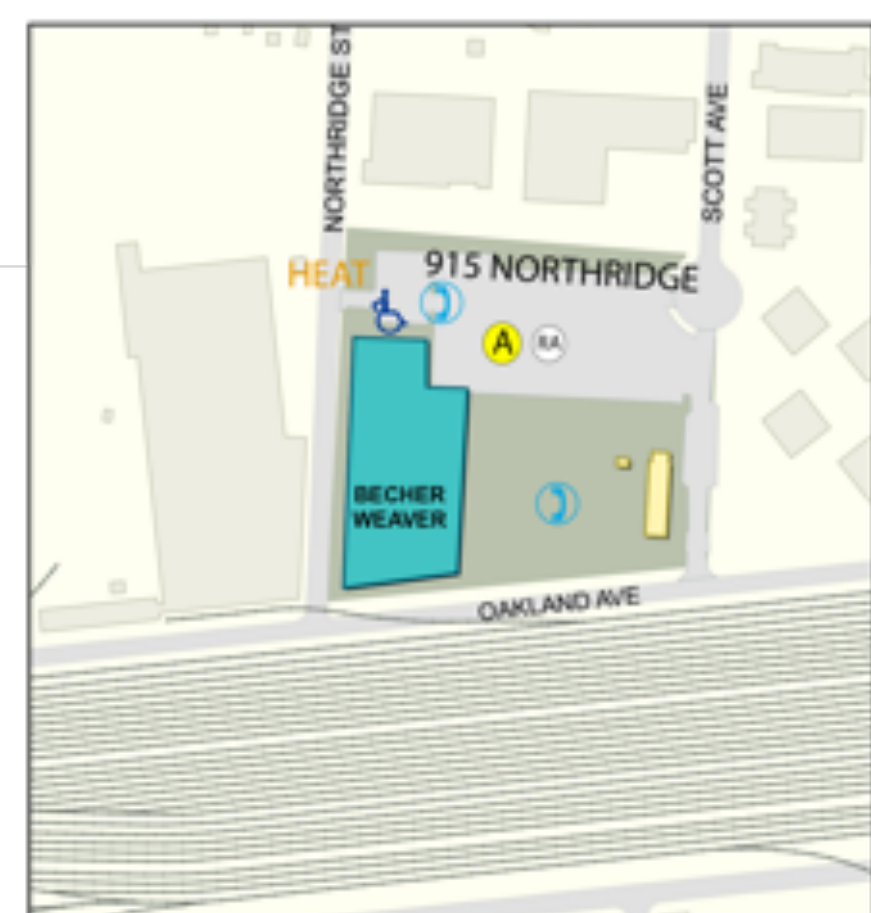 NORTHRIDGE ST
SCOTT AVE
915 NORTHRIDGE
HEAT
A
BECHER
WEAVER
OAKLAND AVE